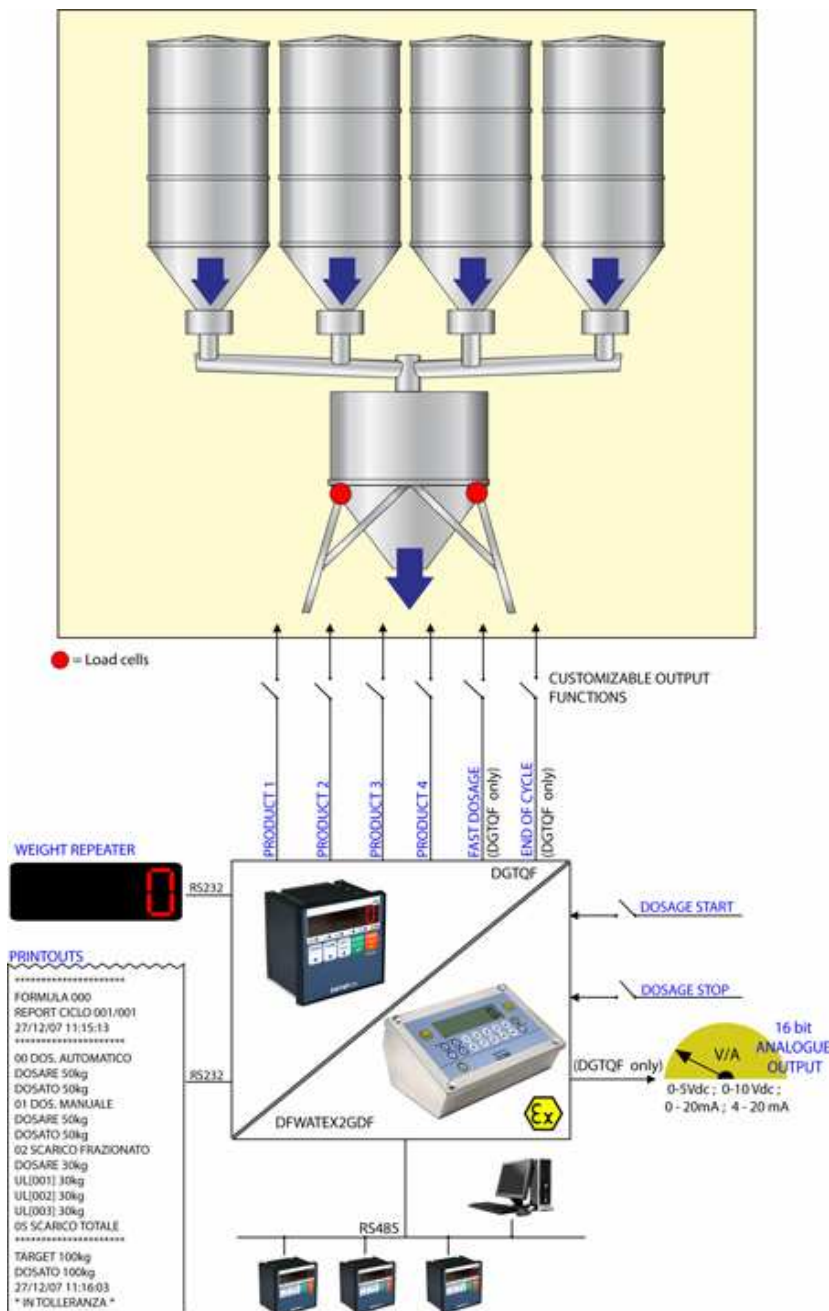 = Load cells
CUSTOMIZABLE OUTPUT
FUNCTIONS
PRODUCT 1
PRODUCT 2
PRODUCT 3
PRODUCT 4
FAST DOSAGE
(DGTQF only)
END OF CYCLE
(DGTQF only)
WEIGHT REPEATER
0
RS232
DGTQF
DOSAGE START
DOSAGE STOP
PRINTOUTS
**********************
FORMULA 000
REPORT CICLO 001/001
27/12/07 11:15:13
**********************
00 DOS. AUTOMATICO
DOSARE 50kg
DOSATO 50kg
01 DOS. MANUALE
DOSARE 50kg
DOSATO 50kg
02 SCARICO FRAZIONATO
DOSARE 30kg
UL[001] 30kg
UL[002] 30kg
UL[003] 30kg
05 SCARICO TOTALE
**********************
TARGET 100kg
DOSATO 100kg
27/12/07 11:16:03
* IN TOLLERANZA *
RS232
DFWATEX2GDF
Ex
(DGTQF only)
V/A
16 bit
ANALOGUE
OUTPUT
0-5Vdc ; 0-10 Vdc ;
0 - 20mA ; 4 - 20 mA
RS485